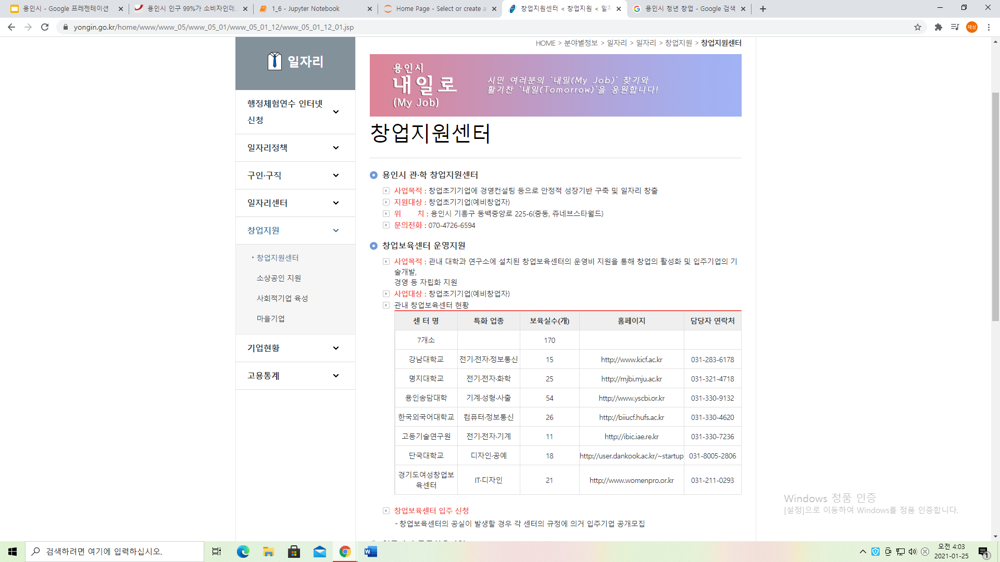 용인시 - Google 프레젠테이션
용인시 인구 99%가 소비자인데
1_6 - Jupyter Notebook
Home Page - Select or create a
창업지원센터 < 창업지원 < 일자
용인시 청년 창업 - Google 검색
yongin.go.kr/home/www/www_05/www_05_01/www_05_01_12/www_05_01_12_01.jsp
재상
HOME > 분야별정보 > 일자리 > 일자리 > 창업지원 > 창업지원센터
일자리
행정체험연수 인터넷
신청
일자리정책
구인·구직
일자리센터
창업지원
창업지원센터
소상공인 지원
사회적기업 육성
마을기업
기업현황
고용통계
용인시
내일로
(My Job)
시민 여러분의 '내일(My Job)' 찾기와
활기찬 '내일(Tomorrow)'을 응원합니다!
창업지원센터
용인시 관·학 창업지원센터
사업목적 : 창업초기기업에 경영컨설팅 등으로 안정적 성장기반 구축 및 일자리 창출
지원대상 : 창업초기기업(예비창업자)
위 치 : 용인시 기흥구 동백중앙로 225-6(중동, 쥬네브스타월드)
문의전화 : 070-4726-6594
창업보육센터 운영지원
사업목적 : 관내 대학과 연구소에 설치된 창업보육센터의 운영비 지원을 통해 창업의 활성화 및 입주기업의 기
술개발,
경영 등 자립화 지원
사업대상 : 창업초기기업(예비창업자)
관내 창업보육센터 현황
센 터 명 특화 업종 보육실수(개) 홈페이지 담당자 연락처
7개소 170
강남대학교 전기·전자·정보통신 15 http://www.kicf.ac.kr 031-283-6178
명지대학교 전기·전자·화학 25 http://mjbi.mju.ac.kr 031-321-4718
용인송담대학 기계·성형·사출 54 http://www.yscbi.or.kr 031-330-9132
한국외국어대학교 컴퓨터·정보통신 26 http://biiucf.hufs.ac.kr 031-330-4620
고등기술연구원 전기·전자·기계 11 http://ibic.iae.re.kr 031-330-7236
단국대학교 디자인·공예 18 http://user.dankook.ac.kr/~startup 031-8005-2806
경기도여성창업보
육센터 IT·디자인 21 http://www.womenpro.or.kr 031-211-0293
창업보육센터 입주 신청
- 창업보육센터의 공실이 발생할 경우 각 센터의 규정에 의거 입주기업 공개모집
Windows 정품 인증
[설정]으로 이동하여 Windows를 정품 인증합니다.
검색하려면 여기에 입력하십시오.
오전 4:03
2021-01-25
1